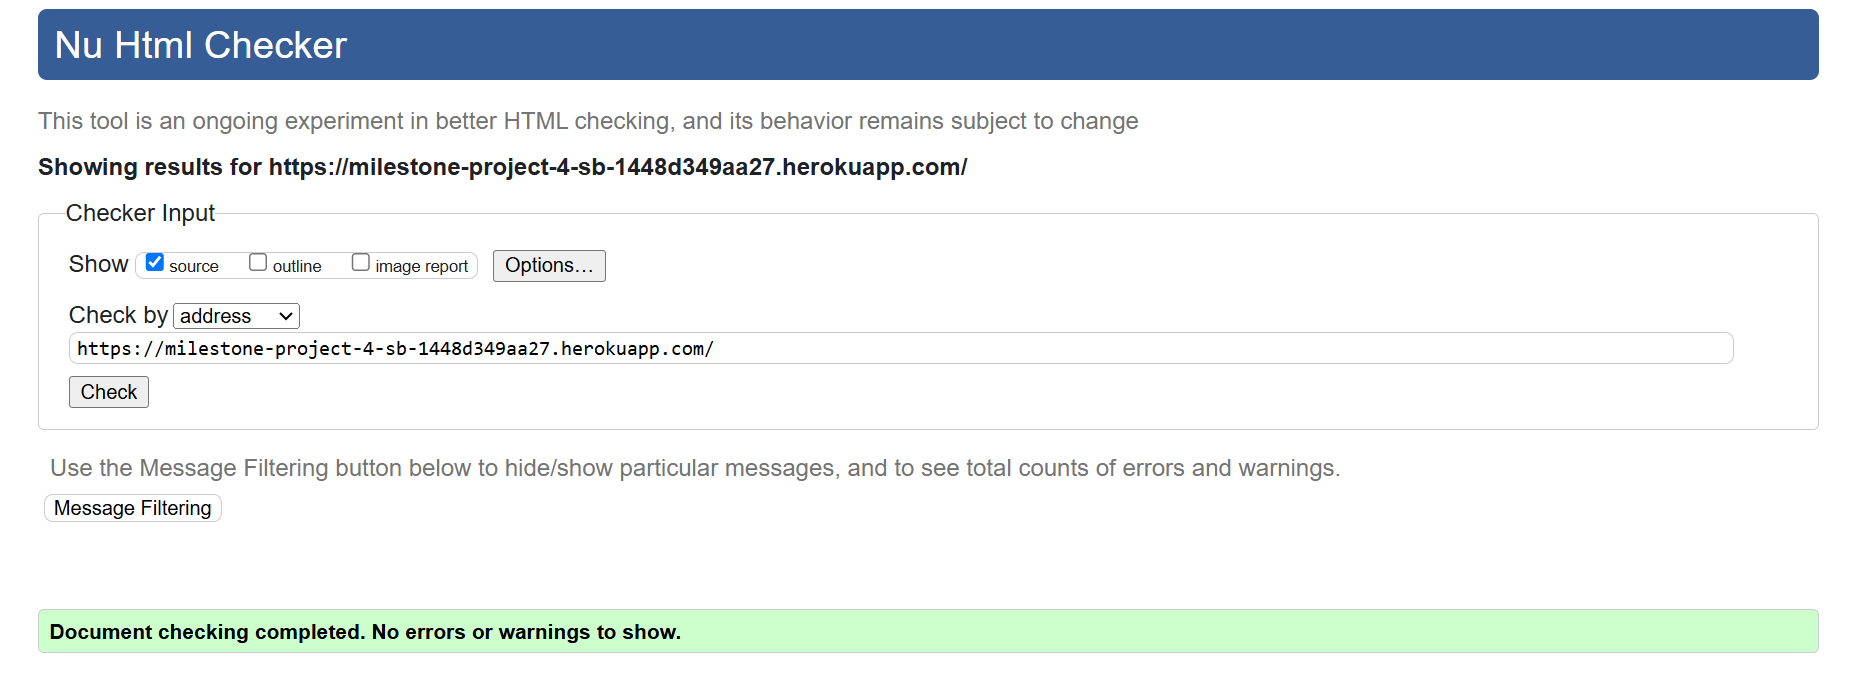 Nu Html Checker
This tool is an ongoing experiment in better HTML checking, and its behavior remains subject to change
Showing results for https://milestone-project-4-sb-1448d349aa27.herokuapp.com/
Checker Input
Show source outline image report Options...
Check by address
https://milestone-project-4-sb-1448d349aa27.herokuapp.com/
Check
Use the Message Filtering button below to hide/show particular messages, and to see total counts of errors and warnings.
Message Filtering
Document checking completed. No errors or warnings to show.